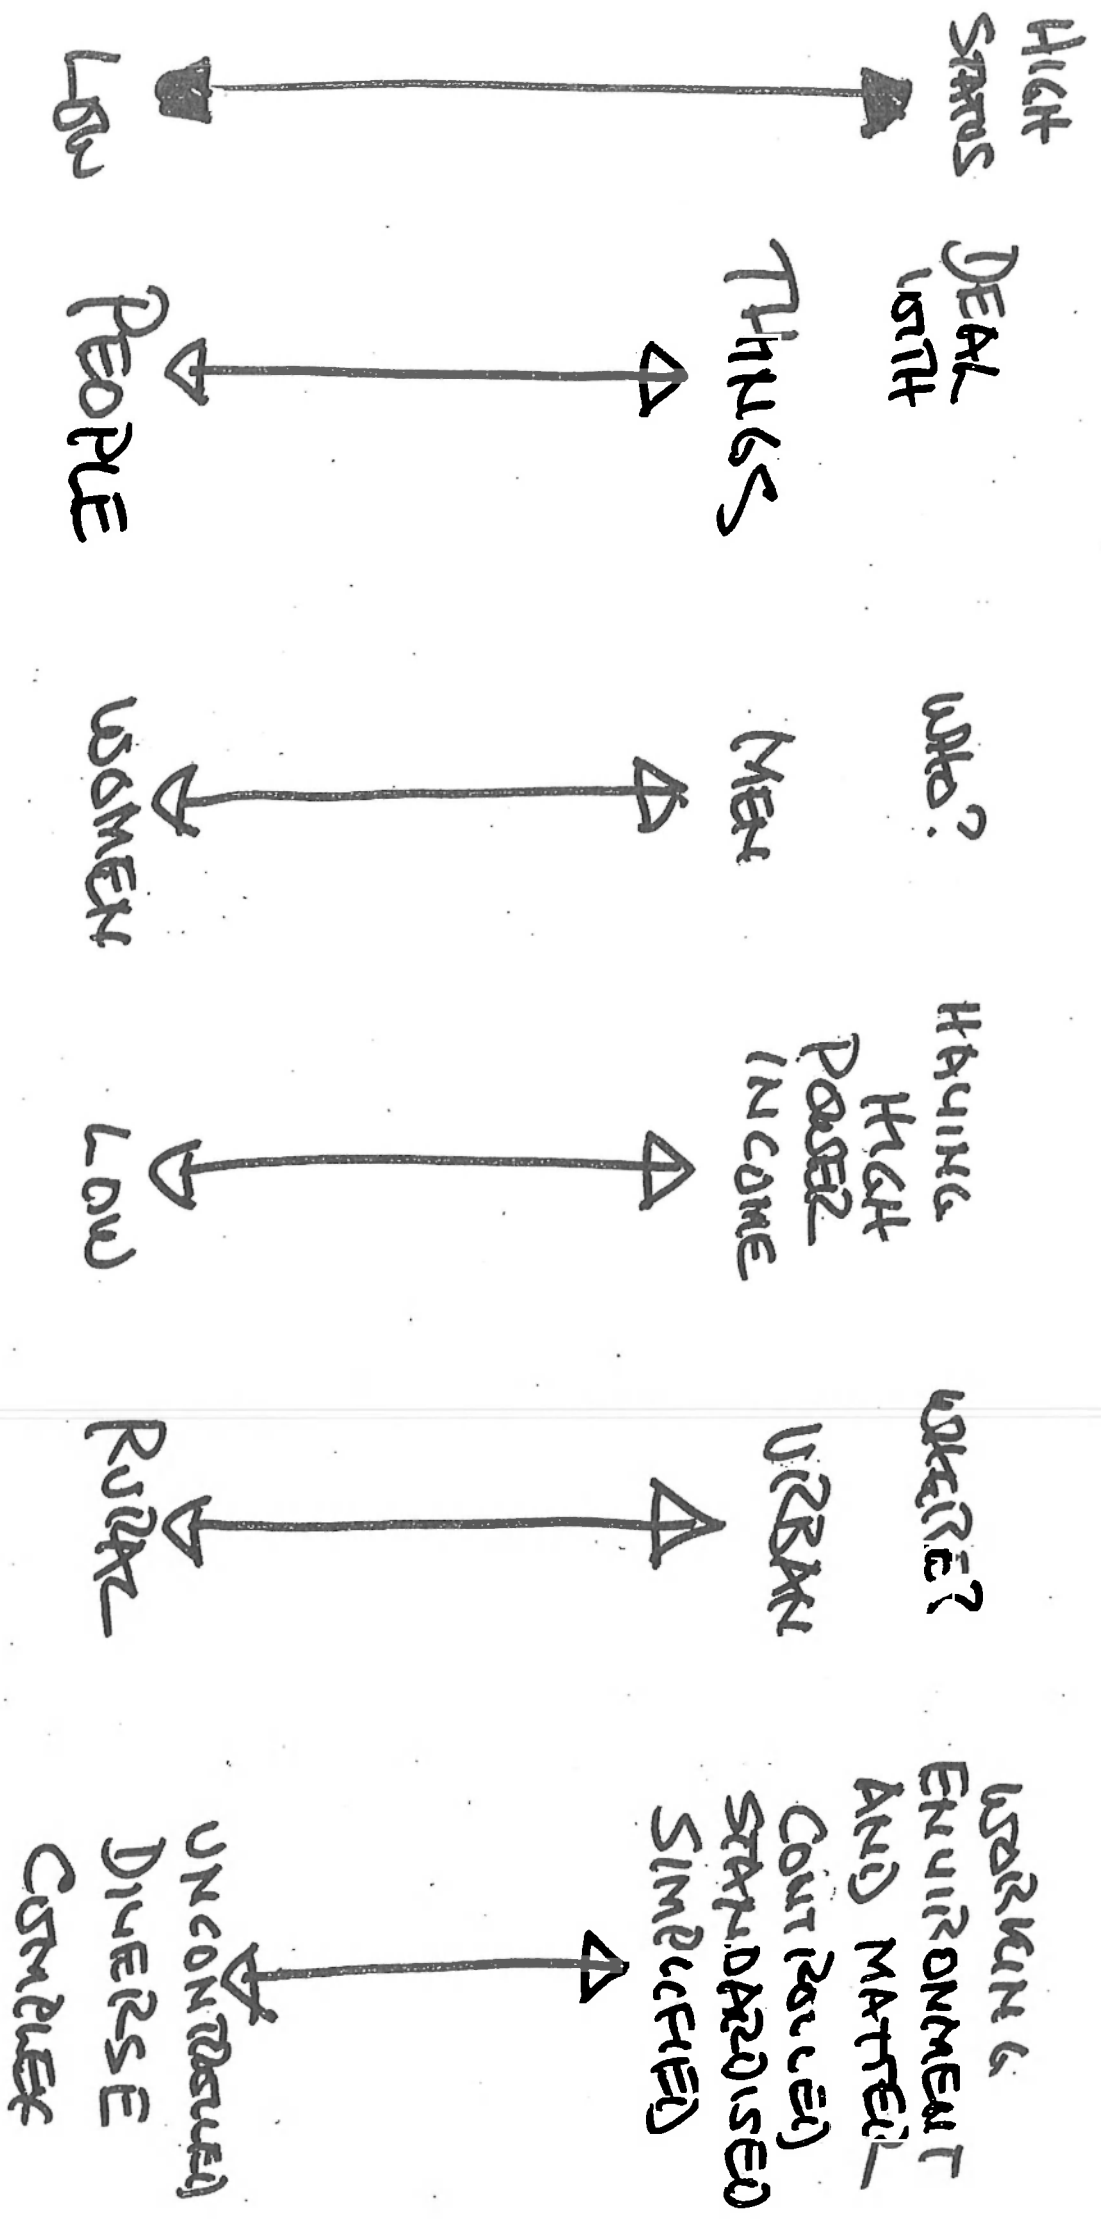 HIGH
STATUS
LOW
DEAL
WITH
THINGS
PEOPLE
WHO?
MEN
WOMEN
HAVING
HIGH
POWER
INCOME
LOW
WHERE?
URBAN
RURAL
WORKING
ENVIRONMENT
AND MATTER
CONTROLLED
STANDARDISED
SIMPLIFIED
UNCONTROLLED
DIVERSE
COMPLEX